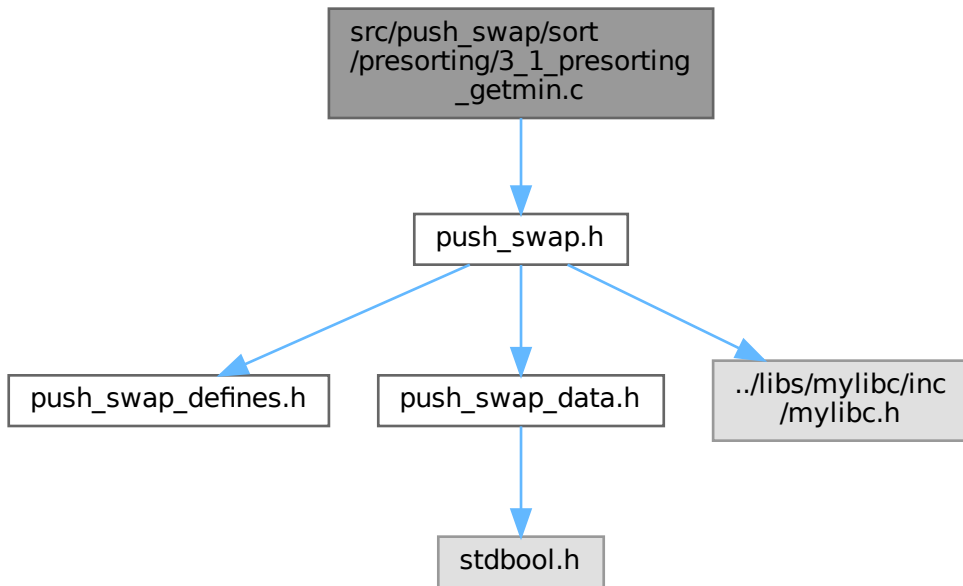 src/push_swap/sort
/presorting/3_1_presorting
_getmin.c
push_swap.h
push_swap_defines.h
push_swap_data.h
../libs/mylibc/inc
/mylibc.h
stdbool.h